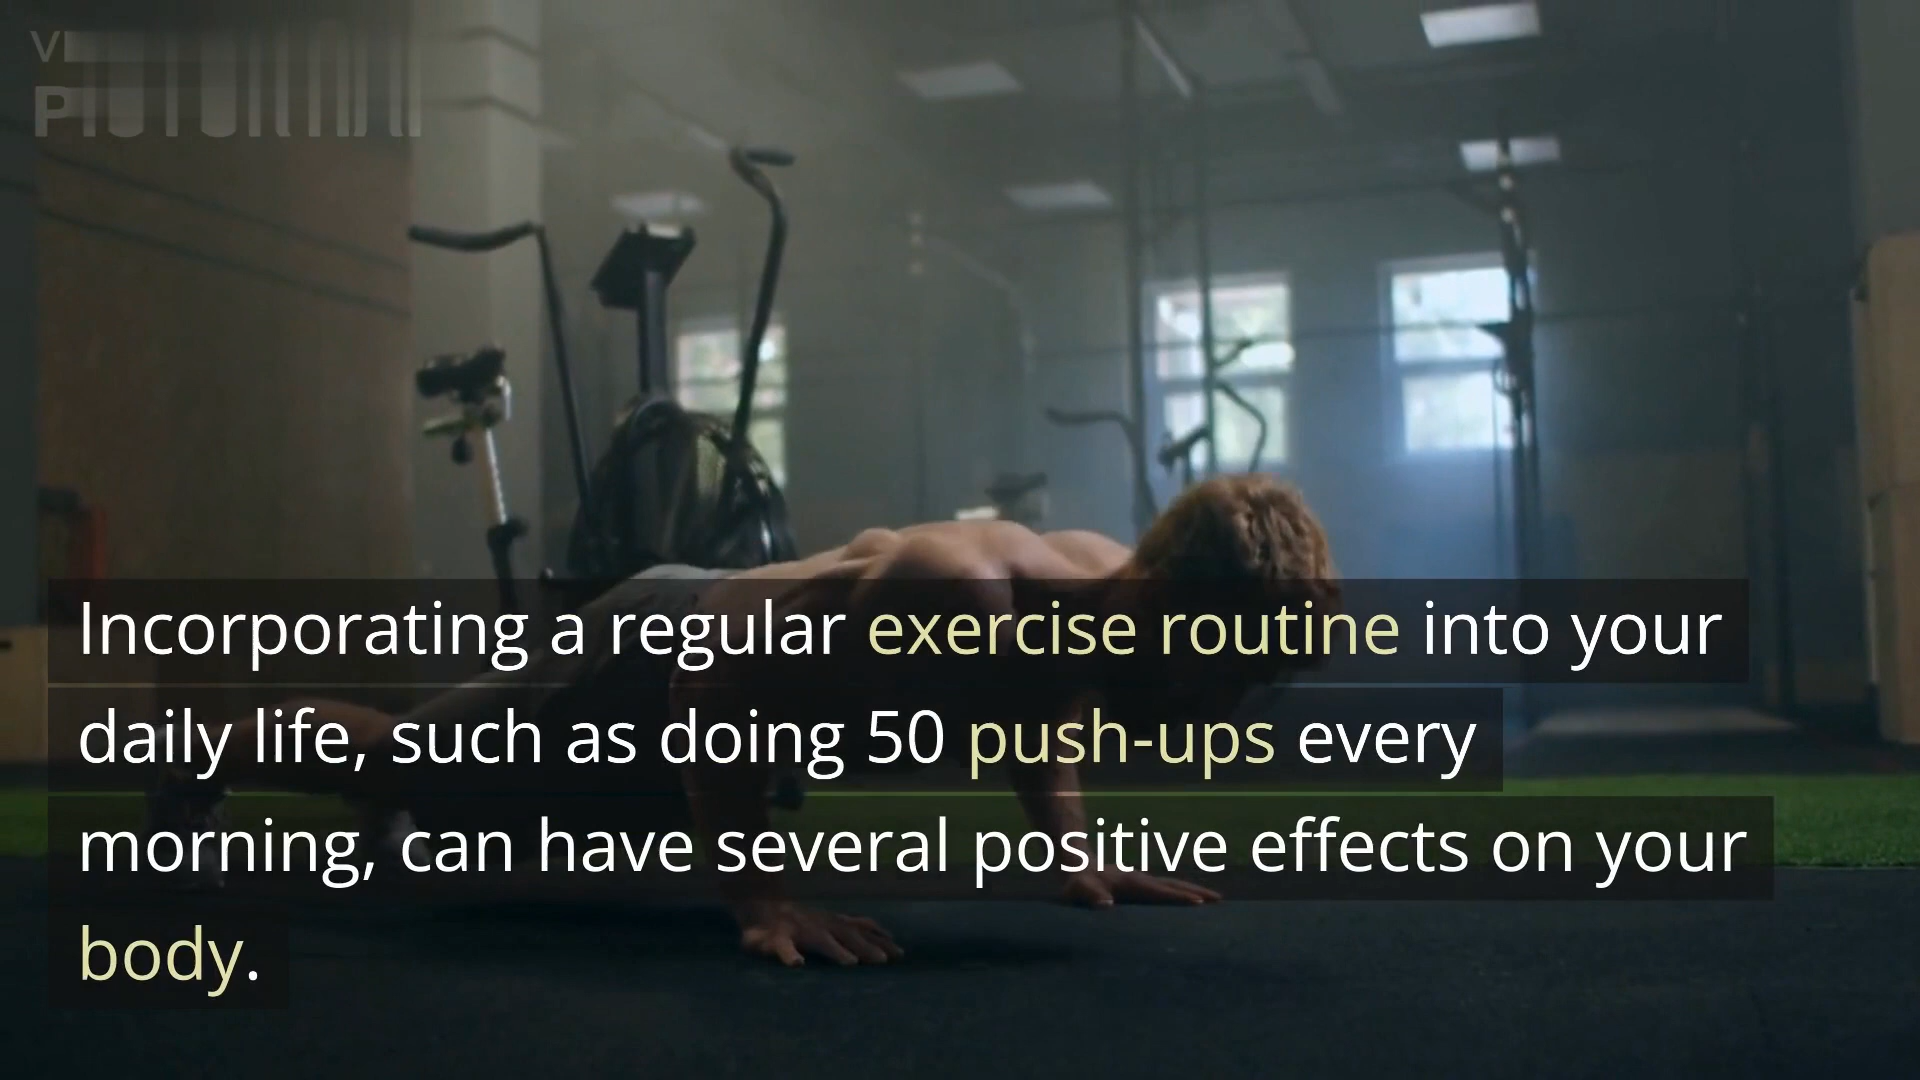 Incorporating a regular exercise routine into your
daily life, such as doing 50 push-ups every
morning, can have several positive effects on your
body.